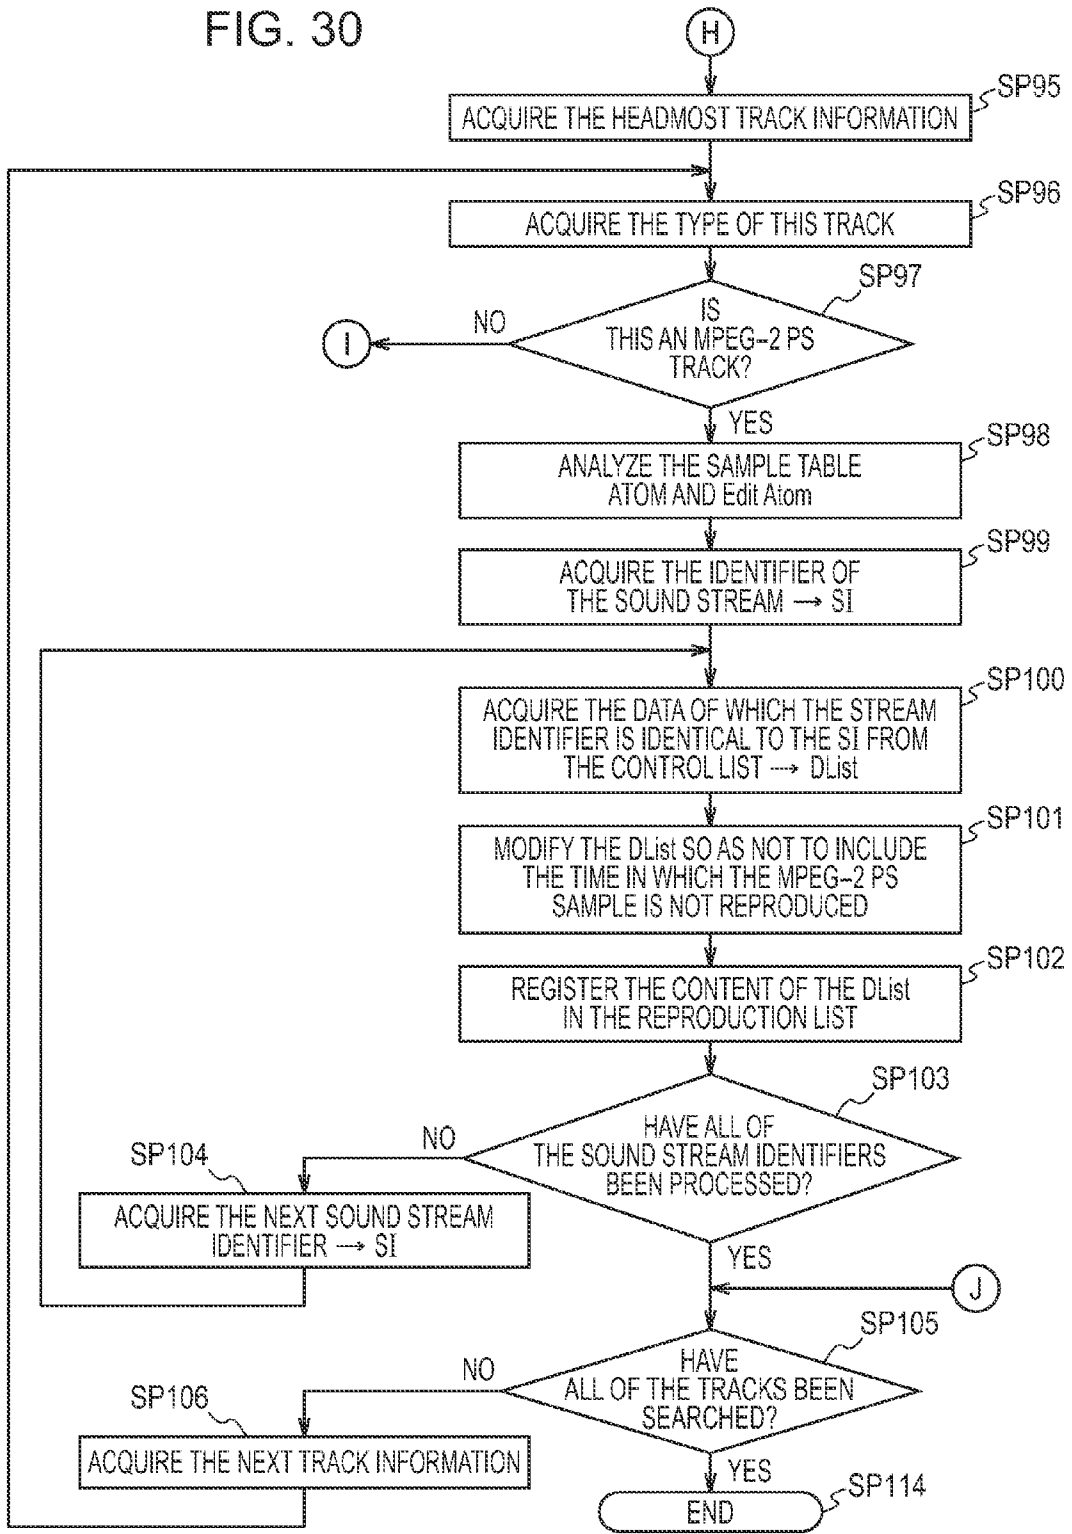 FIG. 30
H
SP95
ACQUIRE THE HEADMOST TRACK INFORMATION
SP96
ACQUIRE THE TYPE OF THIS TRACK
SP97
IS
THIS AN MPEG–2 PS
TRACK?
NO
I
YES
SP98
ANALYZE THE SAMPLE TABLE
ATOM AND Edit Atom
SP99
ACQUIRE THE IDENTIFIER OF
THE SOUND STREAM → SI
SP100
ACQUIRE THE DATA OF WHICH THE STREAM
IDENTIFIER IS IDENTICAL TO THE SI FROM
THE CONTROL LIST → DList
SP101
MODIFY THE DList SO AS NOT TO INCLUDE
THE TIME IN WHICH THE MPEG–2 PS
SAMPLE IS NOT REPRODUCED
SP102
REGISTER THE CONTENT OF THE DList
IN THE REPRODUCTION LIST
SP103
HAVE ALL OF
THE SOUND STREAM IDENTIFIERS
BEEN PROCESSED?
NO
SP104
ACQUIRE THE NEXT SOUND STREAM
IDENTIFIER → SI
YES
J
SP105
HAVE
ALL OF THE TRACKS BEEN
SEARCHED?
NO
SP106
ACQUIRE THE NEXT TRACK INFORMATION
YES
SP114
END